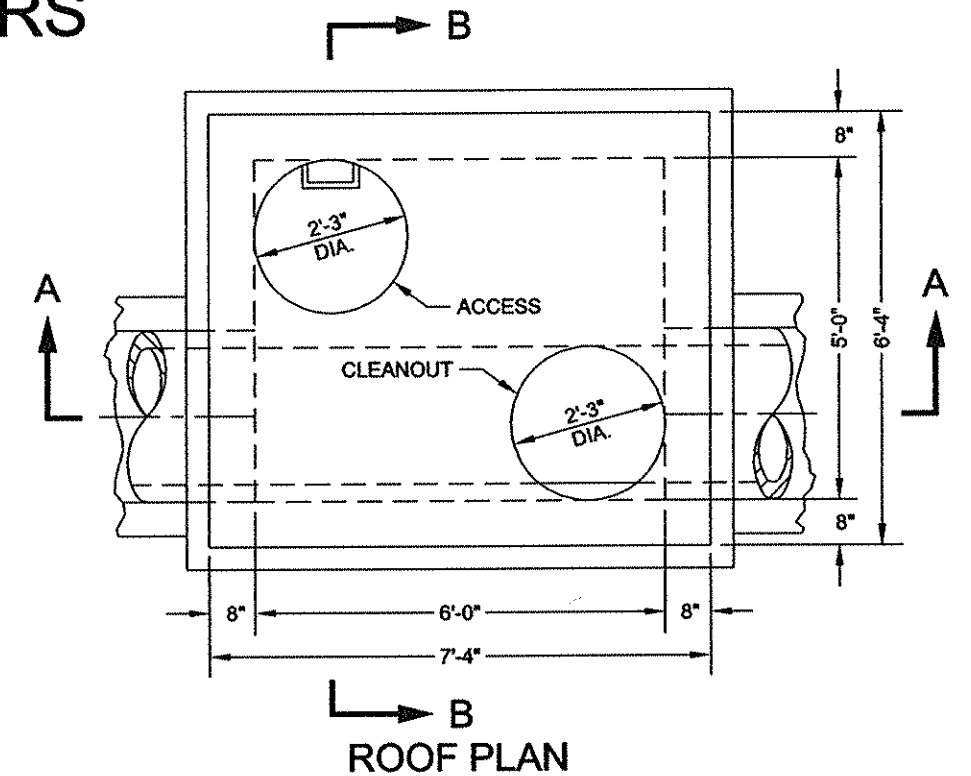 RS
B
8"
2'-3"
DIA.
ACCESS
A
A
5'-0"
6'-4"
CLEANOUT
2'-3"
DIA.
8"
8"
6'-0"
8"
7'-4"
B
ROOF PLAN